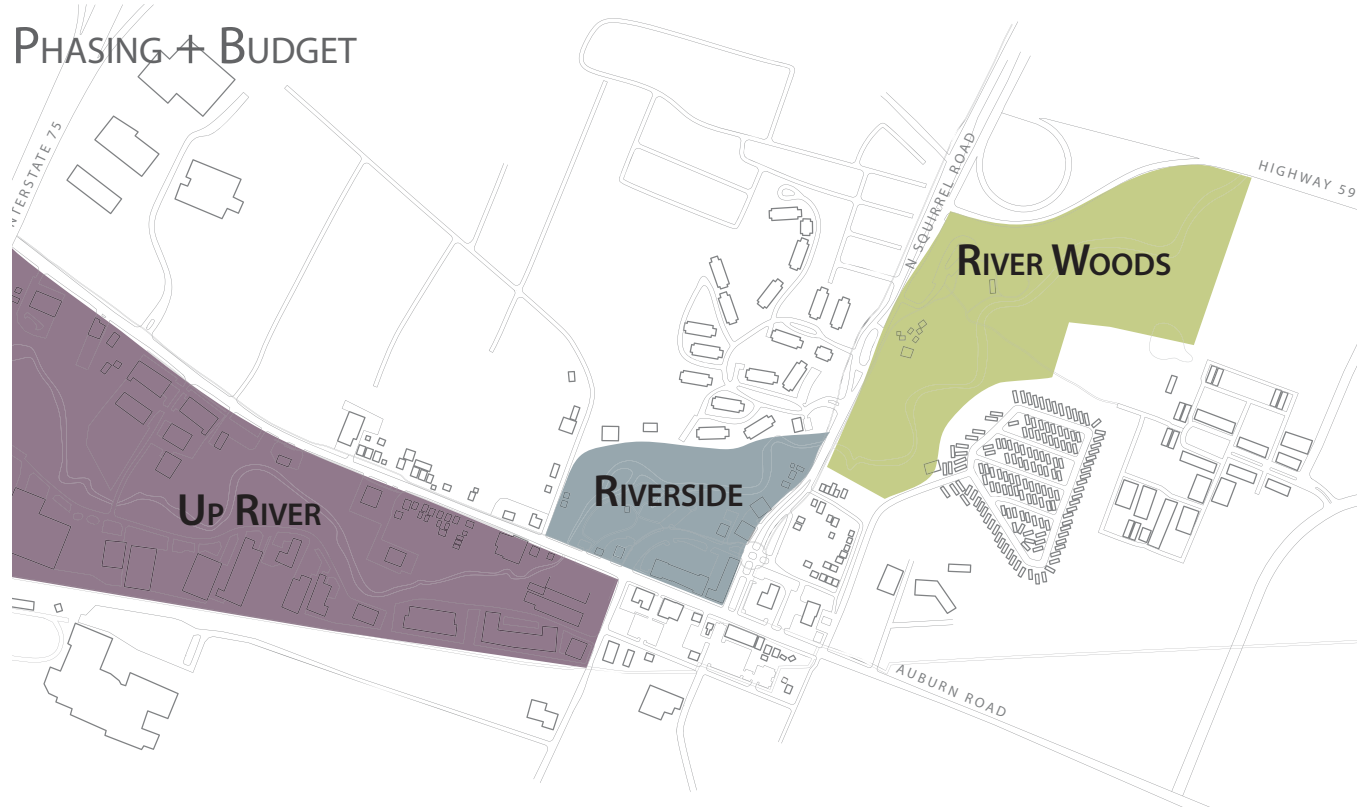 PHASING + BUDGET
INTERSTATE 75
N SQUIRREL ROAD
HIGHWAY 59
RIVER WOODS
RIVERSIDE
UP RIVER
AUBURN ROAD